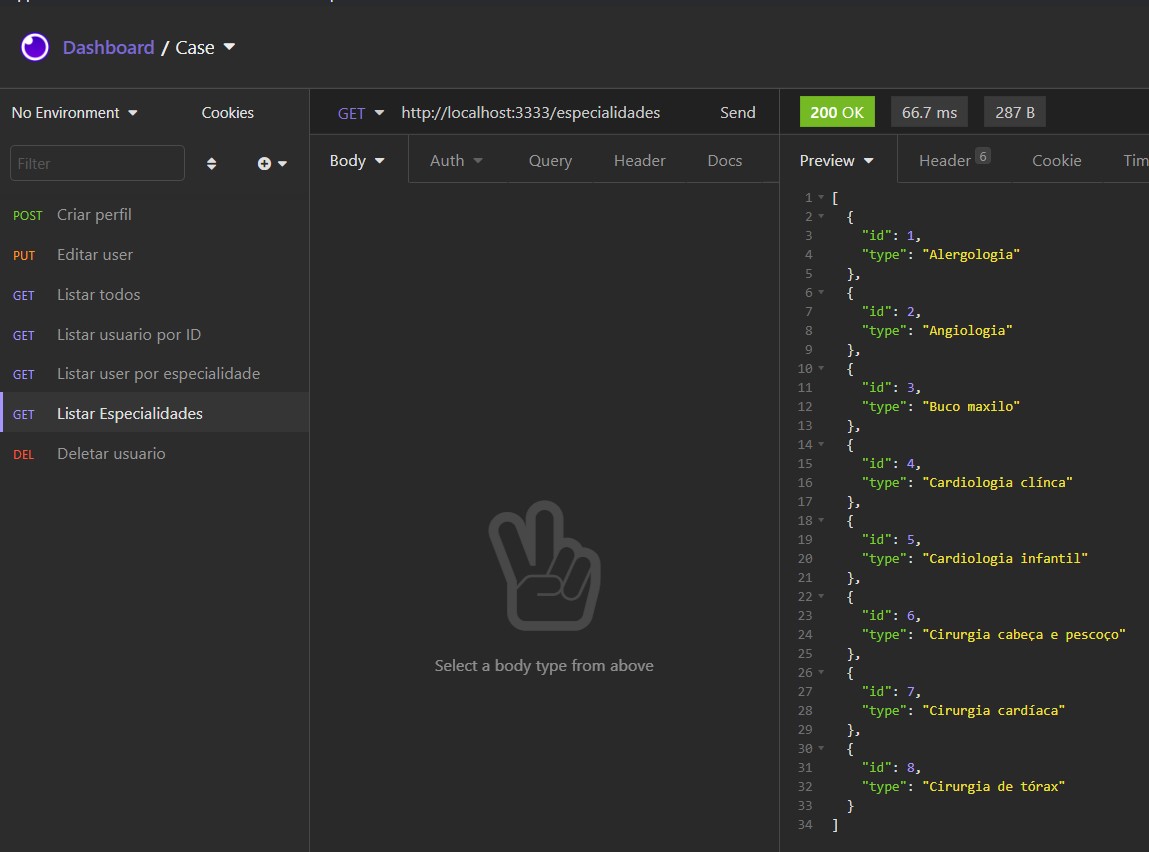 Dashboard / Case
No Environment
Cookies
Filter
POST Criar perfil
PUT Editar user
GET Listar todos
GET Listar usuario por ID
GET Listar user por especialidade
GET Listar Especialidades
DEL Deletar usuario
GET http://localhost:3333/especialidades Send
Body Auth Query Header Docs
Select a body type from above
200 OK 66.7 ms 287 B
Preview Header 6 Cookie Tim
1 [
2 {
3 "id": 1,
4 "type": "Alergologia"
5 },
6 {
7 "id": 2,
8 "type": "Angiologia"
9 },
10 {
11 "id": 3,
12 "type": "Buco maxilo"
13 },
14 {
15 "id": 4,
16 "type": "Cardiologia clínca"
17 },
18 {
19 "id": 5,
20 "type": "Cardiologia infantil"
21 },
22 {
23 "id": 6,
24 "type": "Cirurgia cabeça e pescoço"
25 },
26 {
27 "id": 7,
28 "type": "Cirurgia cardíaca"
29 },
30 {
31 "id": 8,
32 "type": "Cirurgia de tórax"
33 }
34 ]